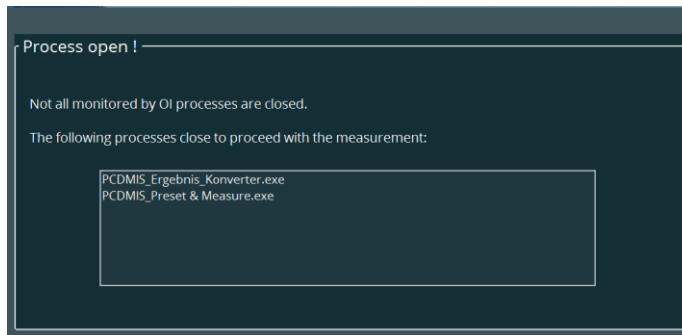 Process open !
Not all monitored by OI processes are closed.
The following processes close to proceed with the measurement:
PCDMIS_Ergebnis_Konverter.exe
PCDMIS_Preset & Measure.exe